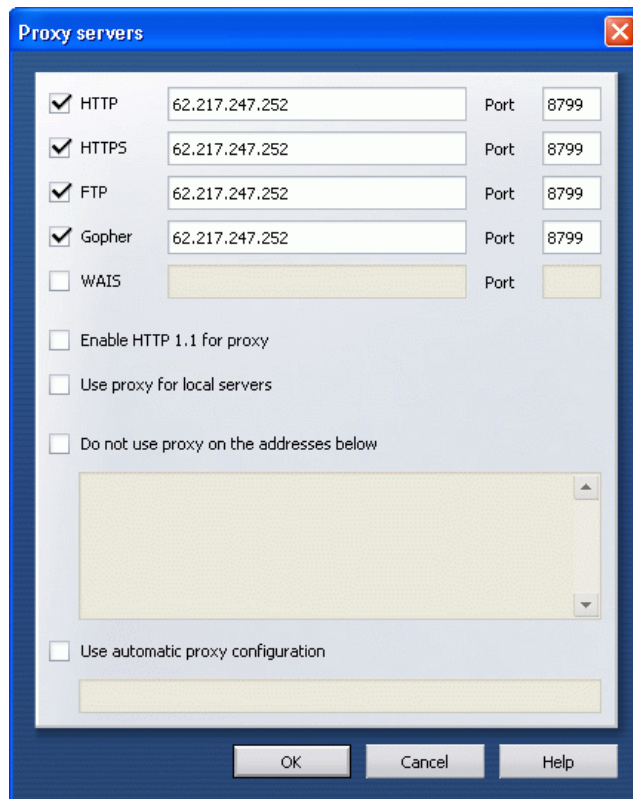 Proxy servers
HTTP 62.217.247.252 Port 8799
HTTPS 62.217.247.252 Port 8799
FTP 62.217.247.252 Port 8799
Gopher 62.217.247.252 Port 8799
WAIS Port
Enable HTTP 1.1 for proxy
Use proxy for local servers
Do not use proxy on the addresses below
Use automatic proxy configuration
OK Cancel Help